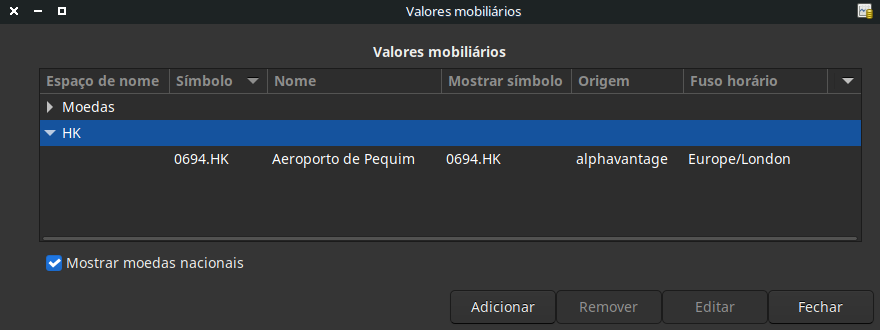 Valores mobiliários
Valores mobiliários
Espaço de nome Símbolo Nome Mostrar símbolo Origem Fuso horário
Moedas
HK
0694.HK Aeroporto de Pequim 0694.HK alphavantage Europe/London
Mostrar moedas nacionais
Adicionar Remover Editar Fechar